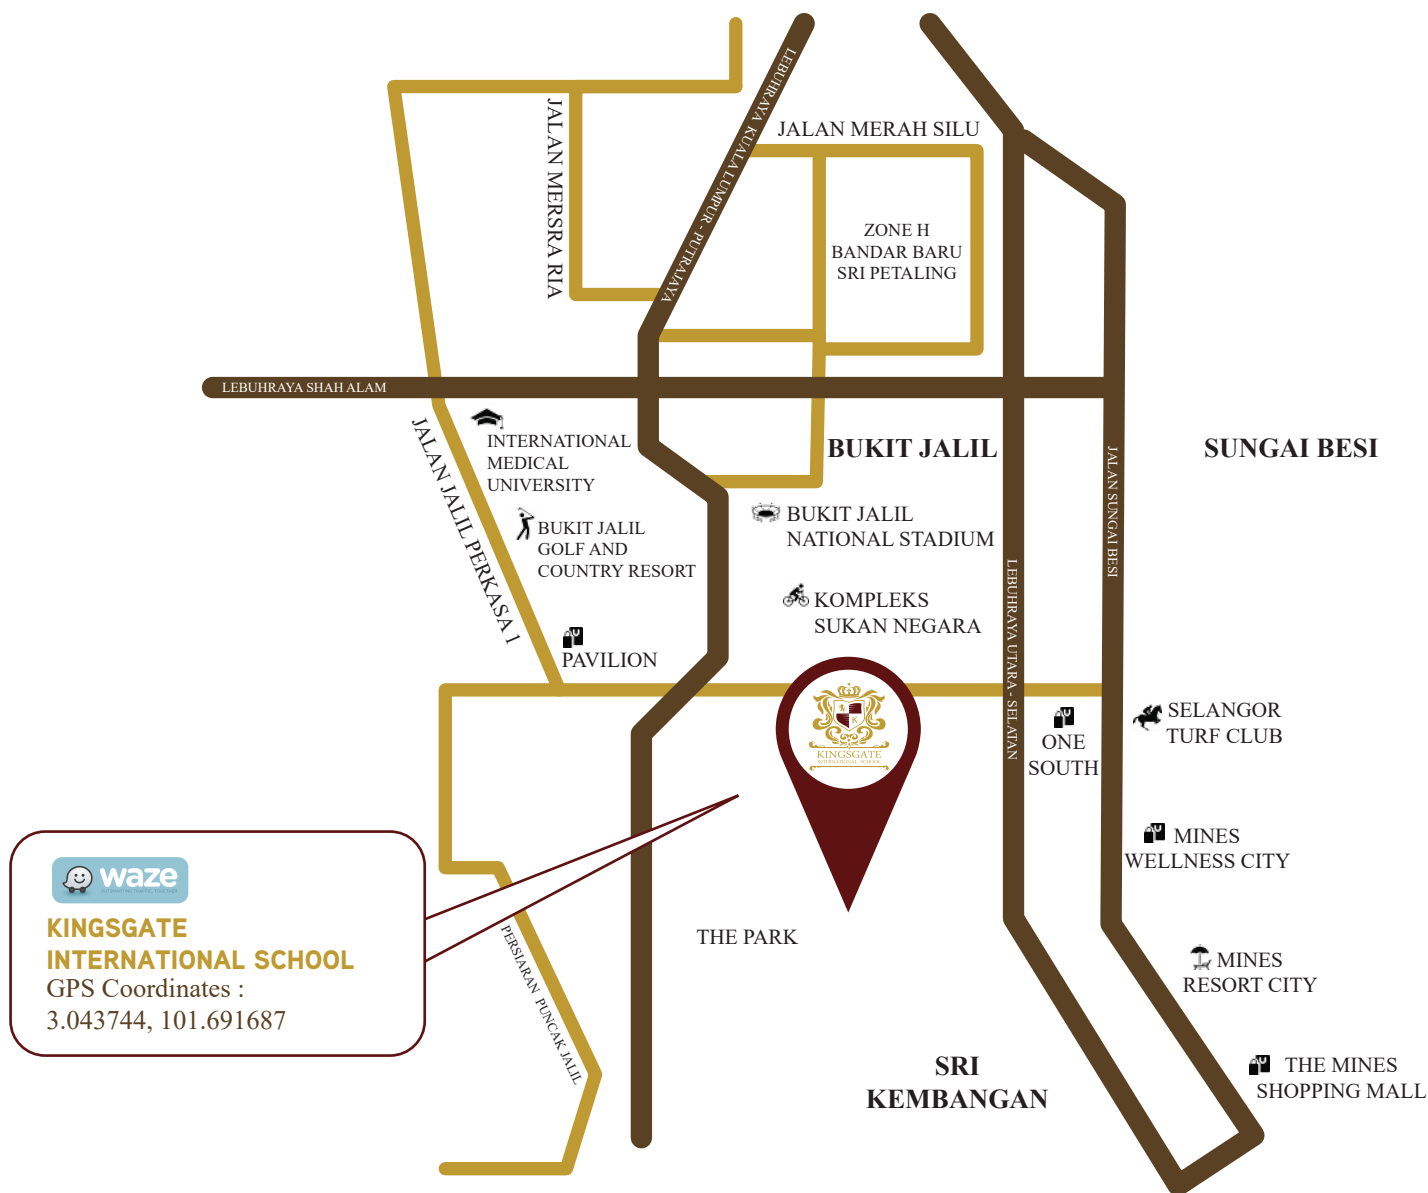 LEBUHRAYA KUALA LUMPUR - PUTRAJAYA
JALAN MERAH SILU
JALAN MERSRA RIA
ZONE H
BANDAR BARU
SRI PETALING
LEBUHRAYA SHAH ALAM
JALAN JALIL PERKASA 1
INTERNATIONAL
MEDICAL
UNIVERSITY
BUKIT JALIL
SUNGAI BESI
JALAN SUNGAI BESI
BUKIT JALIL
GOLF AND
COUNTRY RESORT
BUKIT JALIL
NATIONAL STADIUM
KOMPLEKS
SUKAN NEGARA
LEBUHRAYA UTARA - SELATAN
PAVILION
K
KINGSGATE
INTERNATIONAL SCHOOL
ONE
SOUTH
SELANGOR
TURF CLUB
MINES
WELLNESS CITY
waze
KINGSGATE
INTERNATIONAL SCHOOL
GPS Coordinates :
3.043744, 101.691687
PERSIARAN PUNCAK JALIL
THE PARK
MINES
RESORT CITY
SRI
KEMBANGAN
THE MINES
SHOPPING MALL